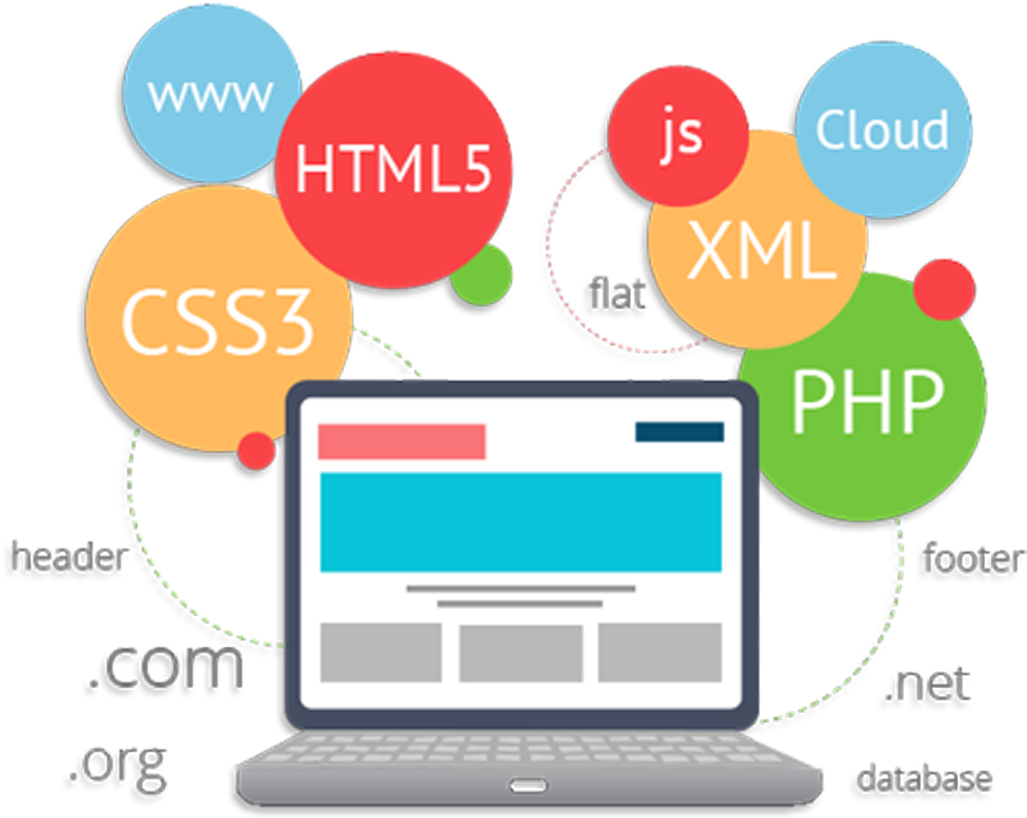 www
HTML5
js
Cloud
CSS3
XML
flat
PHP
header
footer
.com
.net
.org
database